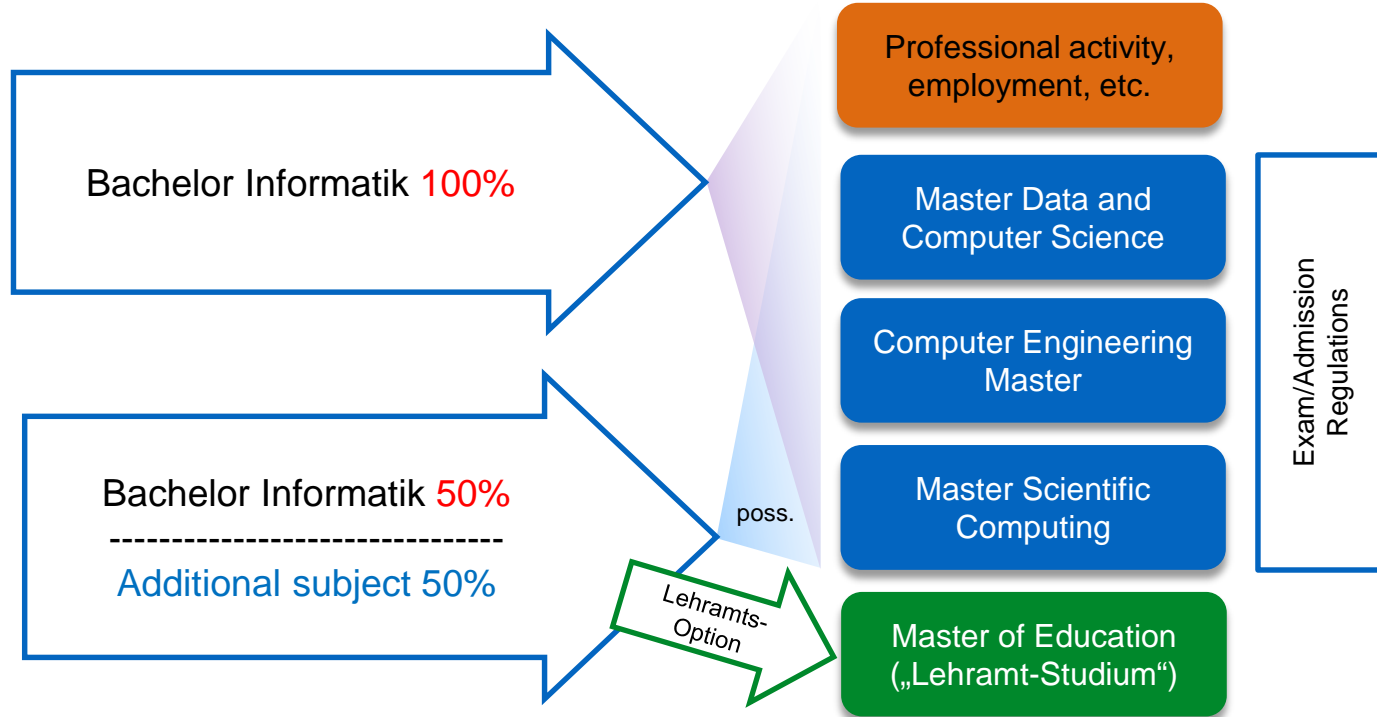 Bachelor Informatik 100%
Bachelor Informatik 50%
--------------------------------
Additional subject 50%
poss.
Lehramts-
Option
Professional activity,
employment, etc.
Master Data and
Computer Science
Computer Engineering
Master
Master Scientific
Computing
Master of Education
(„Lehramt-Studium“)
Exam/Admission
Regulations